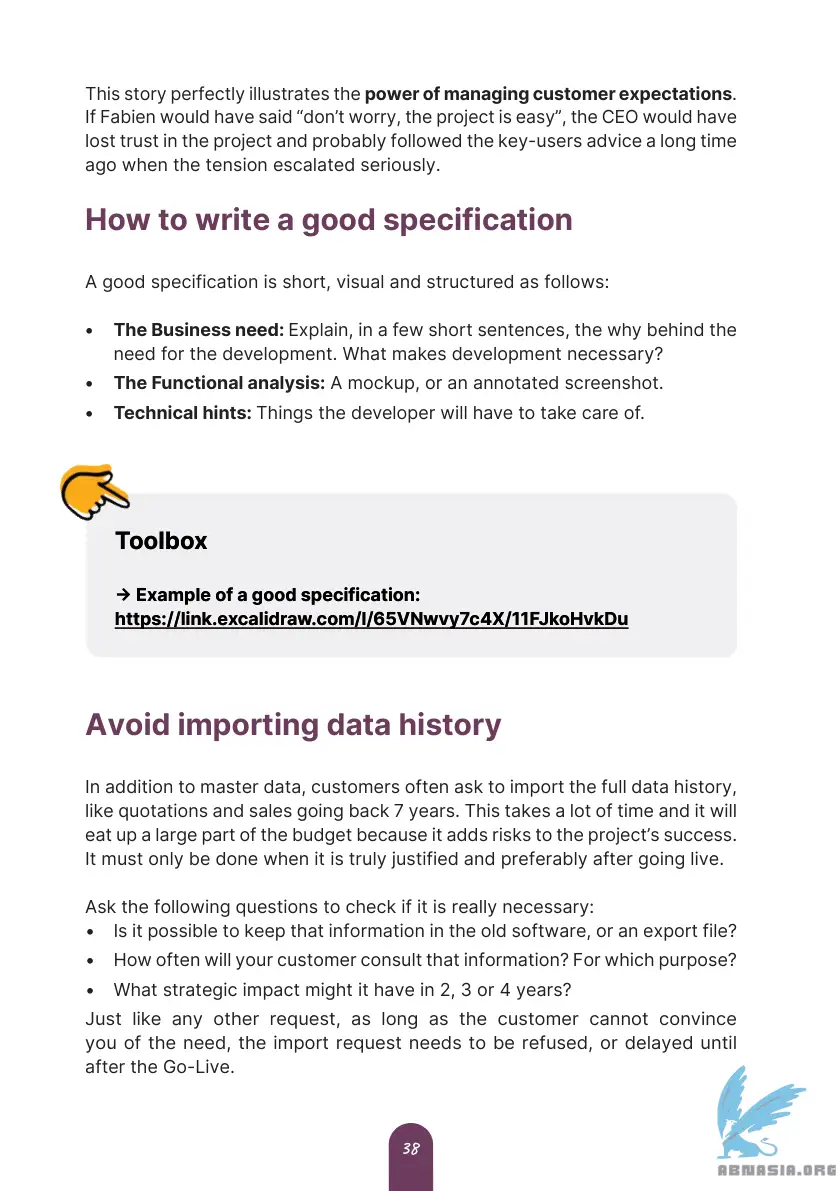 This story perfectly illustrates the power of managing customer expectations.
If Fabien would have said “don’t worry, the project is easy”, the CEO would have
lost trust in the project and probably followed the key-users advice a long time
ago when the tension escalated seriously.
How to write a good specification
A good specification is short, visual and structured as follows:
• The Business need: Explain, in a few short sentences, the why behind the
need for the development. What makes development necessary?
• The Functional analysis: A mockup, or an annotated screenshot.
• Technical hints: Things the developer will have to take care of.
Toolbox
→ Example of a good specification:
https://link.excalidraw.com/l/65VNwvy7c4X/11FJkoHvkDu
Avoid importing data history
In addition to master data, customers often ask to import the full data history,
like quotations and sales going back 7 years. This takes a lot of time and it will
eat up a large part of the budget because it adds risks to the project’s success.
It must only be done when it is truly justified and preferably after going live.
Ask the following questions to check if it is really necessary:
• Is it possible to keep that information in the old software, or an export file?
• How often will your customer consult that information? For which purpose?
• What strategic impact might it have in 2, 3 or 4 years?
Just like any other request, as long as the customer cannot convince
you of the need, the import request needs to be refused, or delayed until
after the Go-Live.
38
ABNASIA.ORG